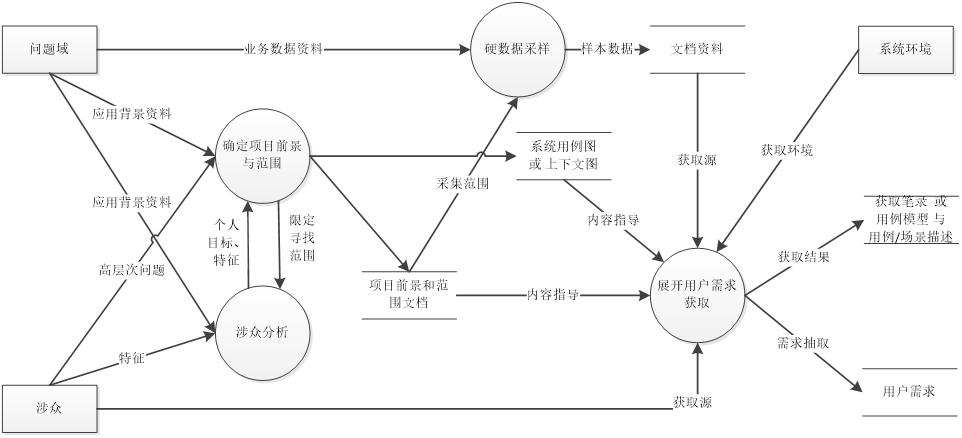 问题域
业务数据资料
硬数据采样
样本数据
文档资料
系统环境
应用背景资料
确定项目前景
与范围
系统用例图
或 上下文图
获取源
获取环境
采集范围
应用背景资料
个人
目标、
特征
限定
寻找
范围
内容指导
获取笔录 或
用例模型 与
用例/场景描述
高层次问题
获取结果
项目前景和范
围文档
内容指导
展开用户需求
获取
涉众分析
特征
需求抽取
用户需求
涉众
获取源